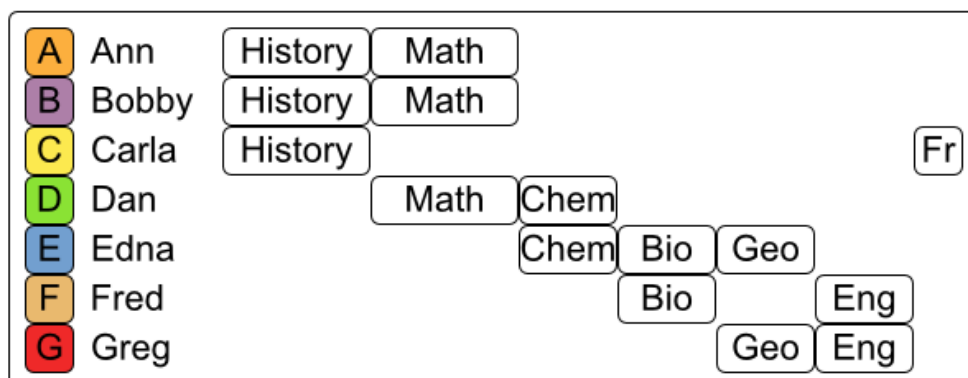 A Ann History Math
B Bobby History Math
C Carla History Fr
D Dan Math Chem
E Edna Chem Bio Geo
F Fred Bio Eng
G Greg Geo Eng